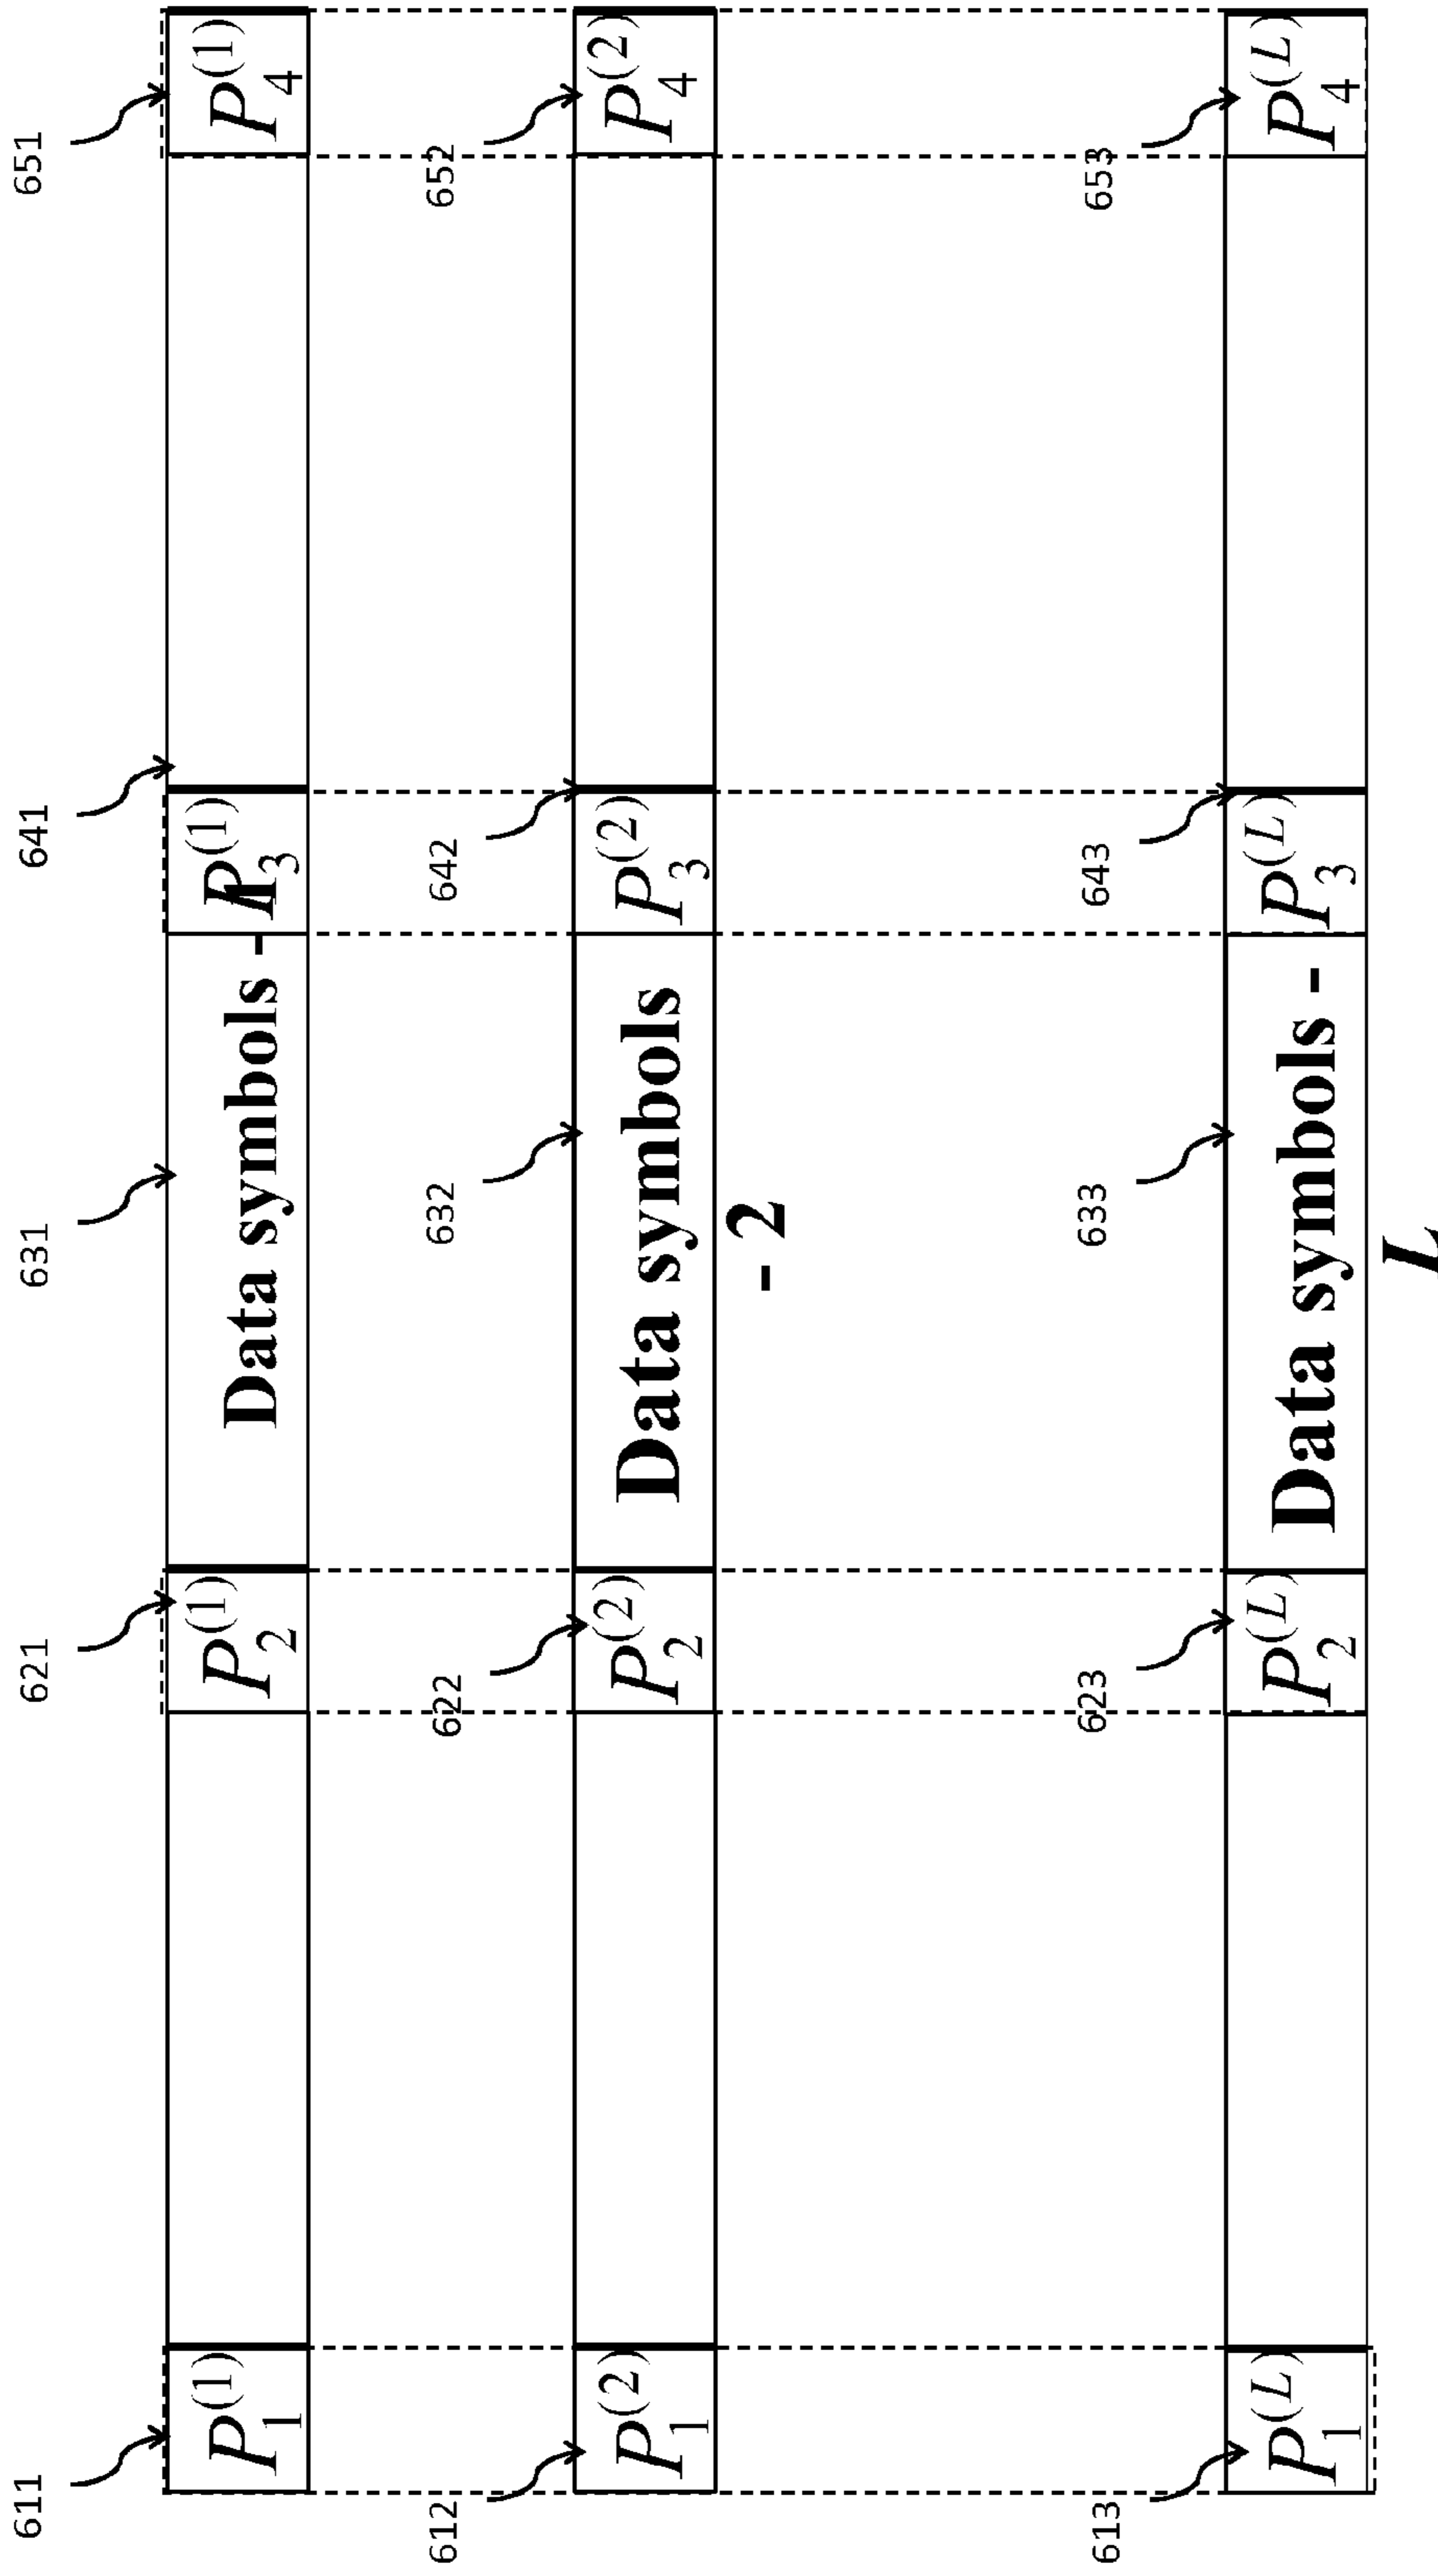 611 621 631 641 651
P_1^{(1)} P_2^{(1)} Data symbols - 1 P_3^{(1)} P_4^{(1)}
612 622 632 642 652
P_1^{(2)} P_2^{(2)} Data symbols P_3^{(2)} P_4^{(2)}
- 2
613 623 633 643 653
P_1^{(L)} P_2^{(L)} Data symbols - P_3^{(L)} P_4^{(L)}
L